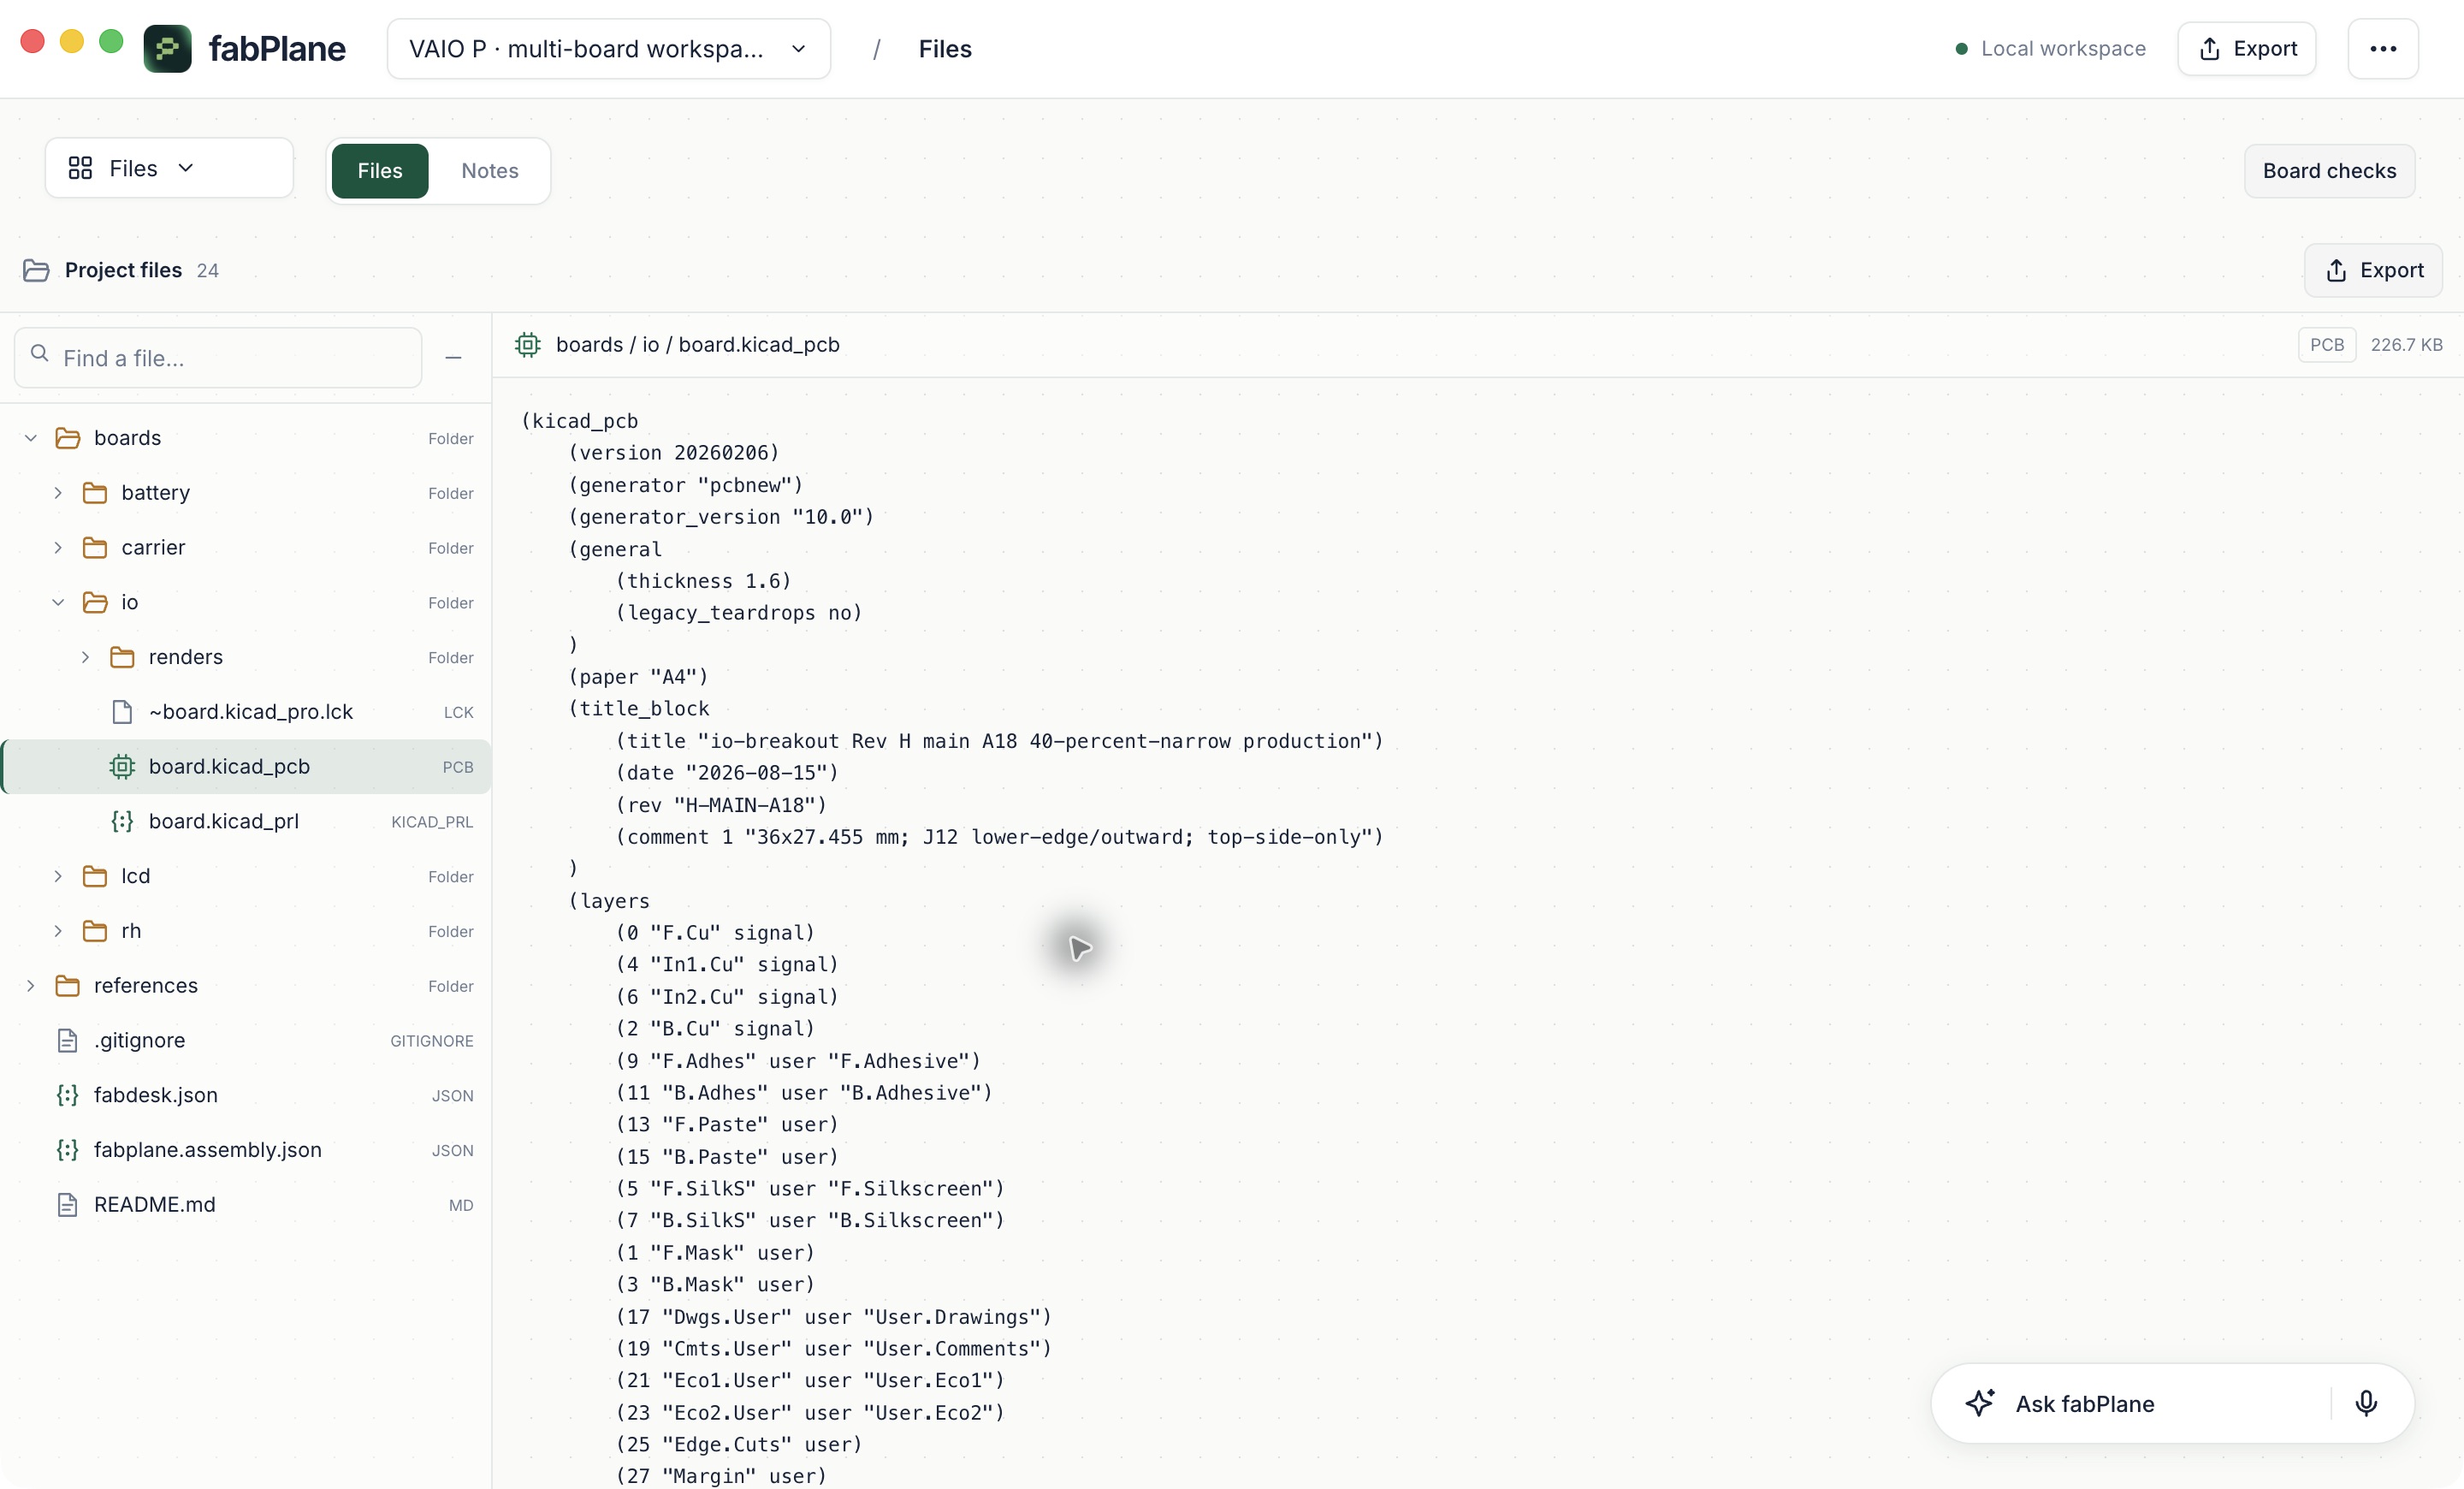 fabPlane
VAIO P · multi-board workspa...
/
Files
Local workspace
Export
Files
Files
Notes
Board checks
Project files 24
Export
Find a file...
boards / io / board.kicad_pcb
PCB
226.7 KB
boards Folder
battery Folder
carrier Folder
io Folder
renders Folder
~board.kicad_pro.lck LCK
board.kicad_pcb PCB
board.kicad_prl KICAD_PRL
lcd Folder
rh Folder
references Folder
.gitignore GITIGNORE
fabdesk.json JSON
fabplane.assembly.json JSON
README.md MD
(kicad_pcb
(version 20260206)
(generator "pcbnew")
(generator_version "10.0")
(general
(thickness 1.6)
(legacy_teardrops no)
)
(paper "A4")
(title_block
(title "io-breakout Rev H main A18 40-percent-narrow production")
(date "2026-08-15")
(rev "H-MAIN-A18")
(comment 1 "36x27.455 mm; J12 lower-edge/outward; top-side-only")
)
(layers
(0 "F.Cu" signal)
(4 "In1.Cu" signal)
(6 "In2.Cu" signal)
(2 "B.Cu" signal)
(9 "F.Adhes" user "F.Adhesive")
(11 "B.Adhes" user "B.Adhesive")
(13 "F.Paste" user)
(15 "B.Paste" user)
(5 "F.SilkS" user "F.Silkscreen")
(7 "B.SilkS" user "B.Silkscreen")
(1 "F.Mask" user)
(3 "B.Mask" user)
(17 "Dwgs.User" user "User.Drawings")
(19 "Cmts.User" user "User.Comments")
(21 "Eco1.User" user "User.Eco1")
(23 "Eco2.User" user "User.Eco2")
(25 "Edge.Cuts" user)
(27 "Margin" user)
Ask fabPlane